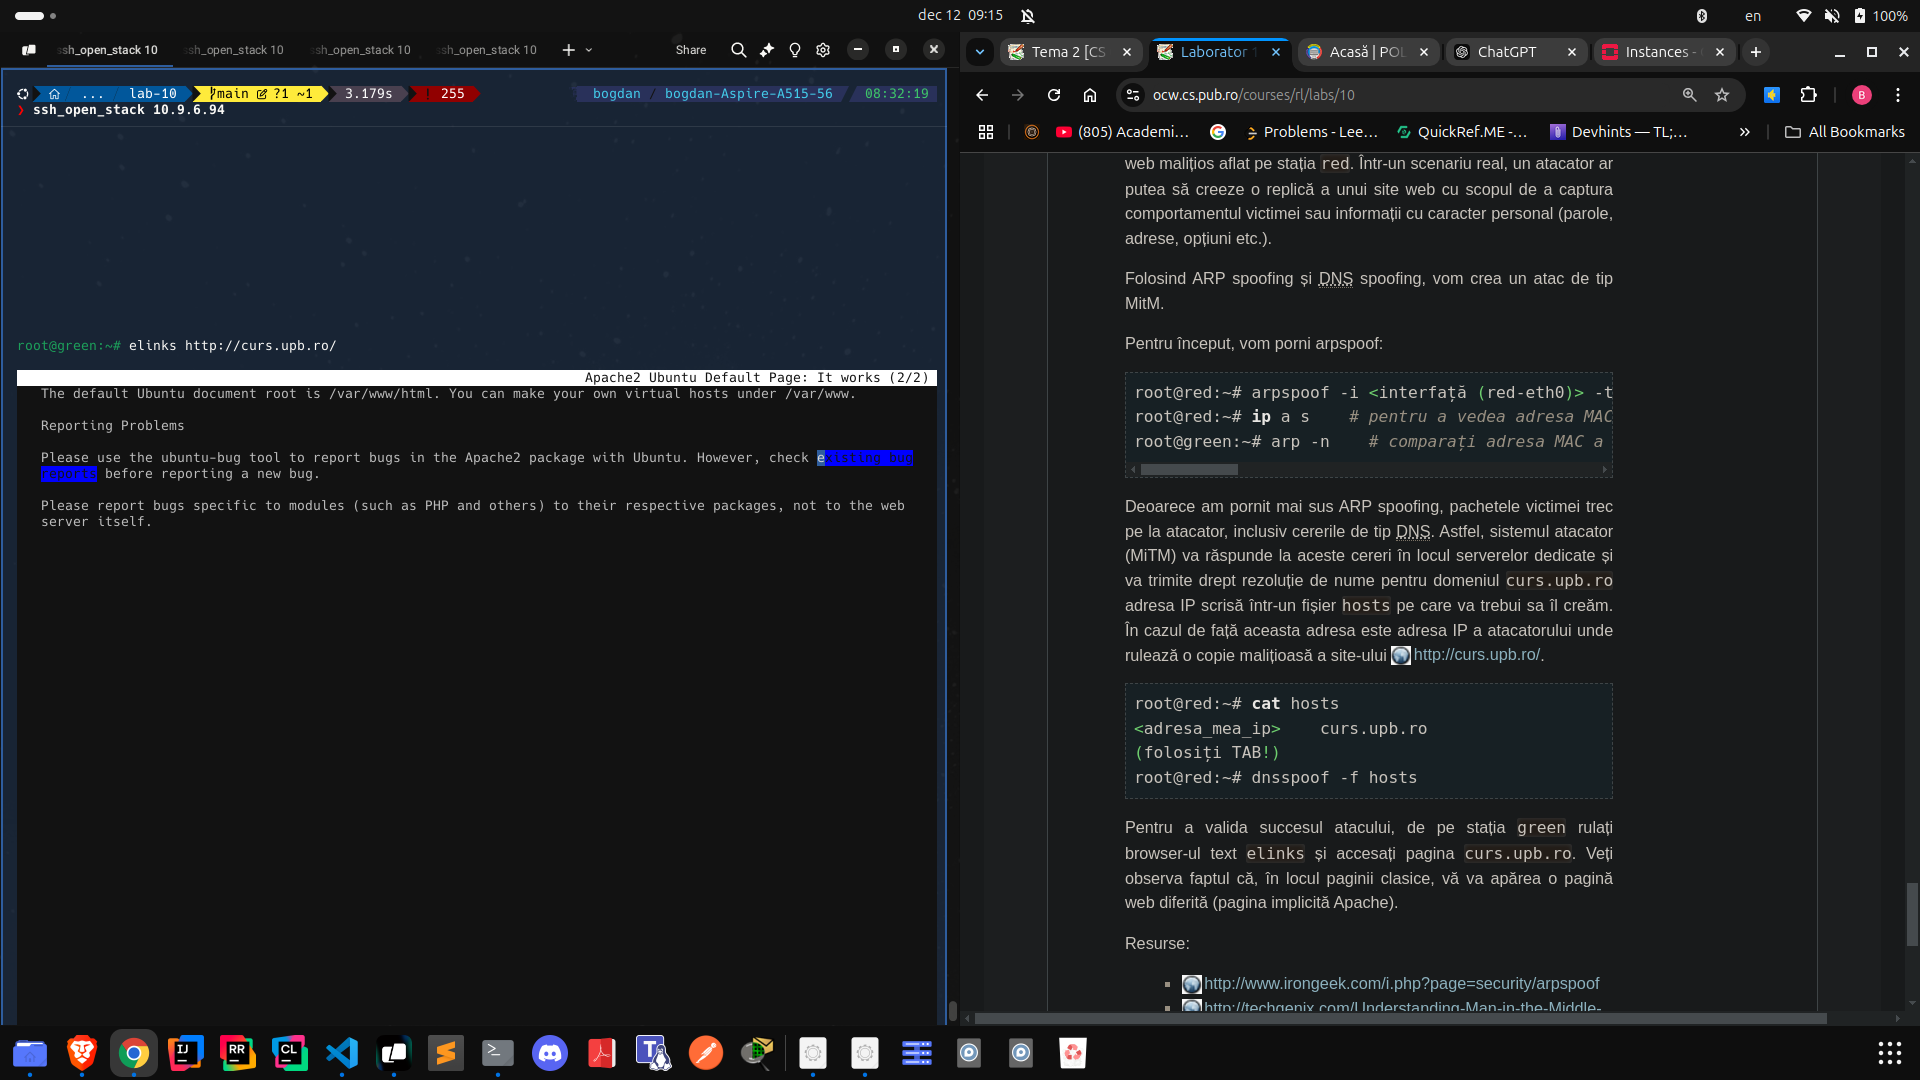 dec 12 09:15
en
100%
ssh_open_stack 10
ssh_open_stack 10
ssh_open_stack 10
ssh_open_stack 10
Share
... lab-10 main ?1 ~1 3.179s 255
bogdan / bogdan-Aspire-A515-56 08:32:19
❯ ssh_open_stack 10.9.6.94
root@green:~# elinks http://curs.upb.ro/
Apache2 Ubuntu Default Page: It works (2/2)
The default Ubuntu document root is /var/www/html. You can make your own virtual hosts under /var/www.
Reporting Problems
Please use the ubuntu-bug tool to report bugs in the Apache2 package with Ubuntu. However, check existing bug
reports before reporting a new bug.
Please report bugs specific to modules (such as PHP and others) to their respective packages, not to the web
server itself.
Tema 2 [CS
Laborator 1
Acasă | POL
ChatGPT
Instances -
ocw.cs.pub.ro/courses/rl/labs/10
B
(805) Academi...
Problems - Lee...
QuickRef.ME -...
Devhints — TL;...
»
All Bookmarks
web malițios aflat pe stația red. Într-un scenariu real, un atacator ar
putea să creeze o replică a unui site web cu scopul de a captura
comportamentul victimei sau informații cu caracter personal (parole,
adrese, opțiuni etc.).
Folosind ARP spoofing și DNS spoofing, vom crea un atac de tip
MitM.
Pentru început, vom porni arpspoof:
root@red:~# arpspoof -i <interfață (red-eth0)> -t
root@red:~# ip a s # pentru a vedea adresa MAC
root@green:~# arp -n # comparați adresa MAC a
Deoarece am pornit mai sus ARP spoofing, pachetele victimei trec
pe la atacator, inclusiv cererile de tip DNS. Astfel, sistemul atacator
(MiTM) va răspunde la aceste cereri în locul serverelor dedicate și
va trimite drept rezoluție de nume pentru domeniul curs.upb.ro
adresa IP scrisă într-un fișier hosts pe care va trebui sa îl creăm.
În cazul de față aceasta adresa este adresa IP a atacatorului unde
rulează o copie malițioasă a site-ului http://curs.upb.ro/.
root@red:~# cat hosts
<adresa_mea_ip> curs.upb.ro
(folosiți TAB!)
root@red:~# dnsspoof -f hosts
Pentru a valida succesul atacului, de pe stația green rulați
browser-ul text elinks și accesați pagina curs.upb.ro. Veți
observa faptul că, în locul paginii clasice, vă va apărea o pagină
web diferită (pagina implicită Apache).
Resurse:
http://www.irongeek.com/i.php?page=security/arpspoof
http://techgenix.com/Understanding-Man-in-the-Middle-
IJ
RR
CL
T